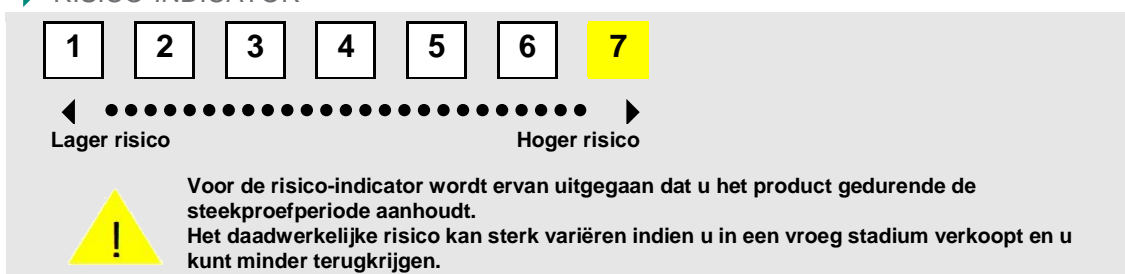 RISICO-INDICATOR
1 2 3 4 5 6 7
Lager risico Hoger risico
Voor de risico-indicator wordt ervan uitgegaan dat u het product gedurende de
steekproefperiode aanhoudt.
Het daadwerkelijke risico kan sterk variëren indien u in een vroeg stadium verkoopt en u
kunt minder terugkrijgen.
!